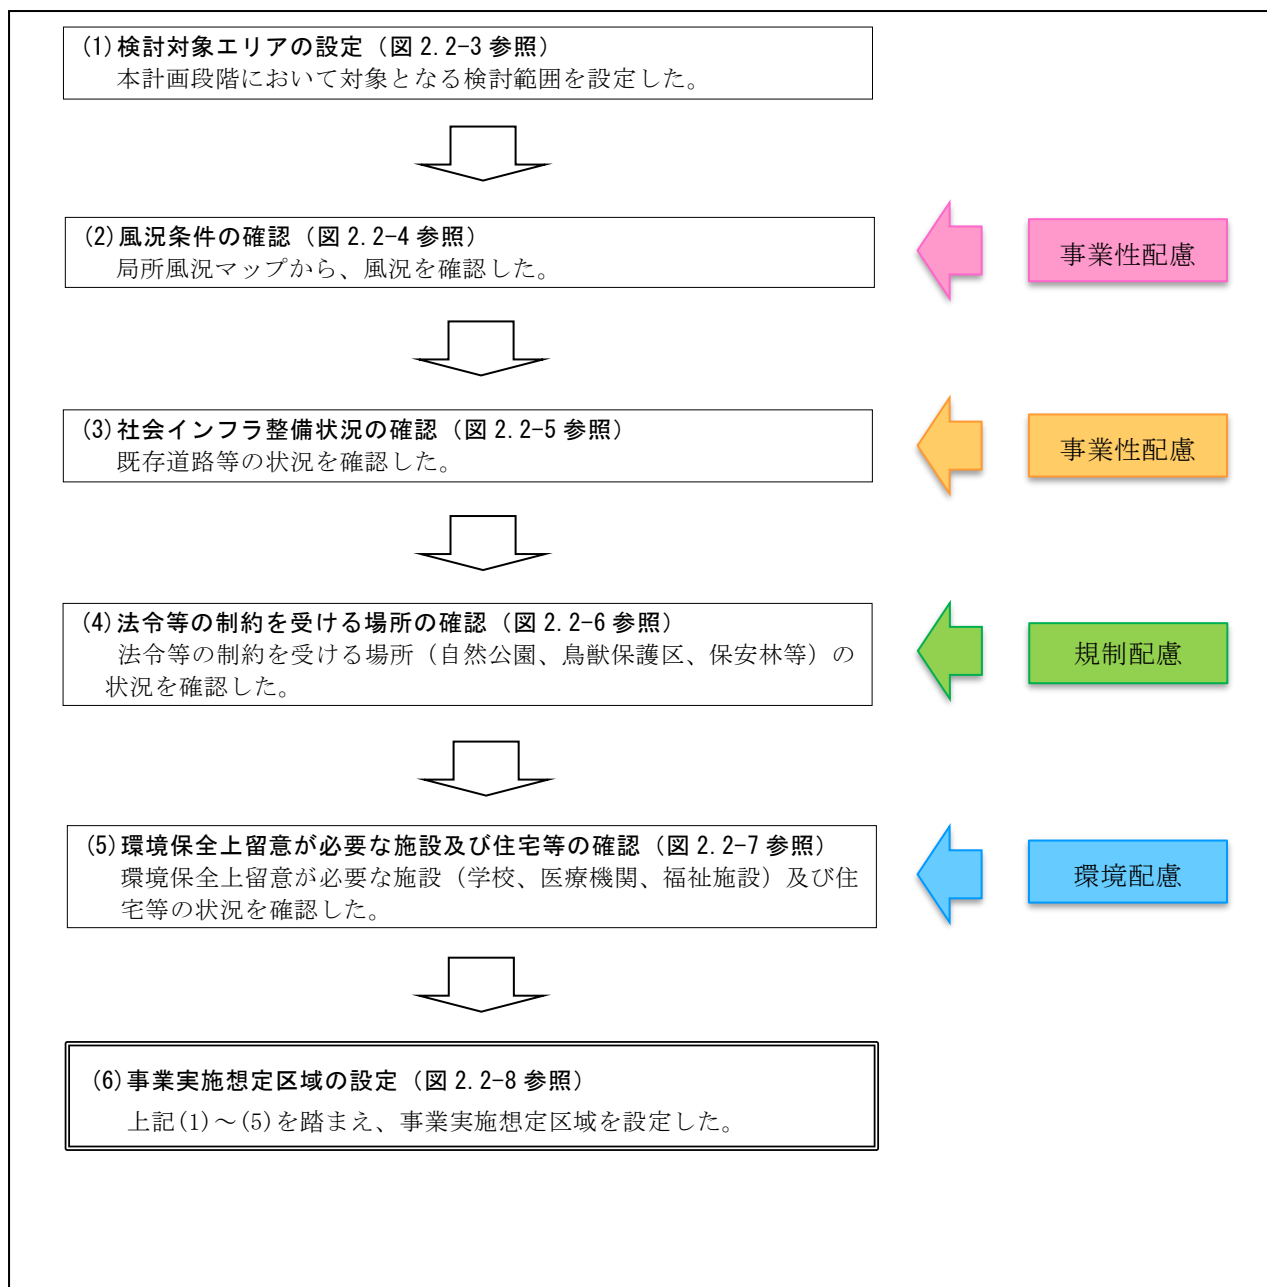 (1)検討対象エリアの設定（図 2.2-3 参照）
本計画段階において対象となる検討範囲を設定した。
(2)風況条件の確認（図 2.2-4 参照）
局所風況マップから、風況を確認した。
事業性配慮
(3)社会インフラ整備状況の確認（図 2.2-5 参照）
既存道路等の状況を確認した。
事業性配慮
(4)法令等の制約を受ける場所の確認（図 2.2-6 参照）
法令等の制約を受ける場所（自然公園、鳥獣保護区、保安林等）の
状況を確認した。
規制配慮
(5)環境保全上留意が必要な施設及び住宅等の確認（図 2.2-7 参照）
環境保全上留意が必要な施設（学校、医療機関、福祉施設）及び住
宅等の状況を確認した。
環境配慮
(6)事業実施想定区域の設定（図 2.2-8 参照）
上記(1)～(5)を踏まえ、事業実施想定区域を設定した。